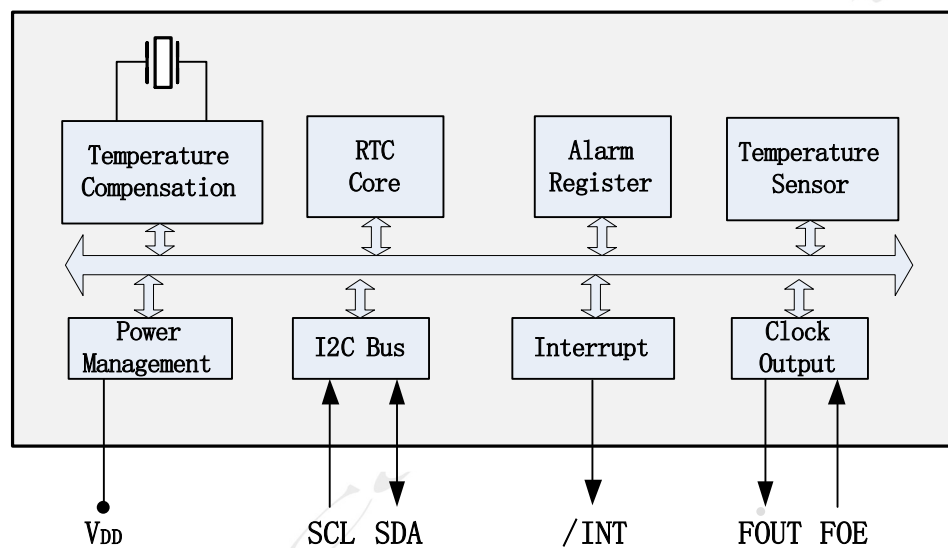 Temperature
Compensation
RTC
Core
Alarm
Register
Temperature
Sensor
Power
Management
I2C Bus
Interrupt
Clock
Output
VDD
SCL SDA
/INT
FOUT FOE